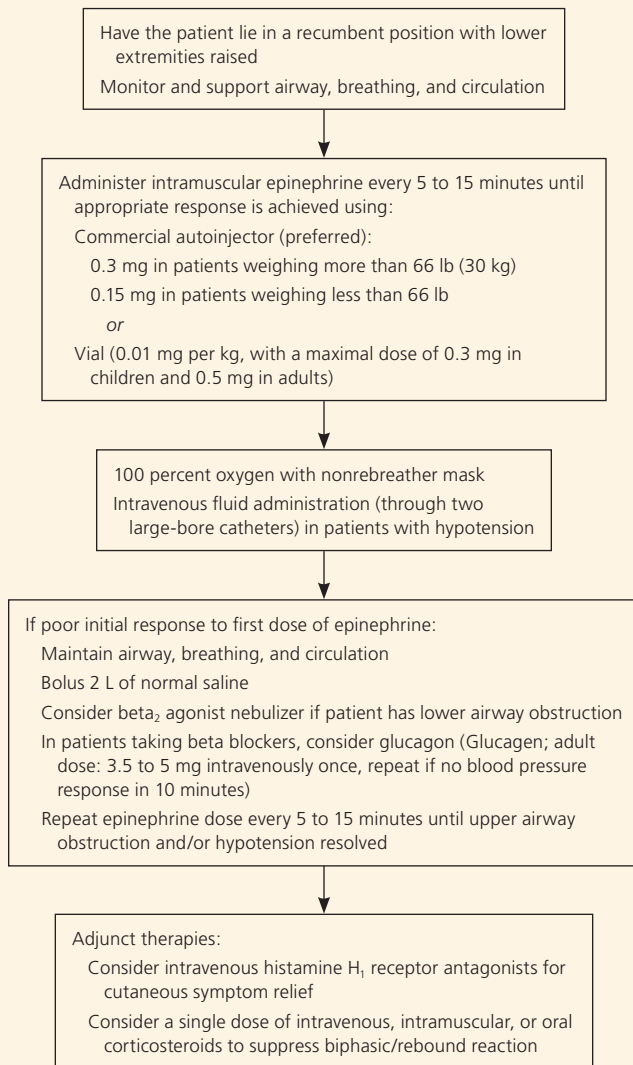 Have the patient lie in a recumbent position with lower
extremities raised
Monitor and support airway, breathing, and circulation
Administer intramuscular epinephrine every 5 to 15 minutes until
appropriate response is achieved using:
Commercial autoinjector (preferred):
0.3 mg in patients weighing more than 66 lb (30 kg)
0.15 mg in patients weighing less than 66 lb
or
Vial (0.01 mg per kg, with a maximal dose of 0.3 mg in
children and 0.5 mg in adults)
100 percent oxygen with nonrebreather mask
Intravenous fluid administration (through two
large-bore catheters) in patients with hypotension
If poor initial response to first dose of epinephrine:
Maintain airway, breathing, and circulation
Bolus 2 L of normal saline
Consider beta₂ agonist nebulizer if patient has lower airway obstruction
In patients taking beta blockers, consider glucagon (Glucagen; adult
dose: 3.5 to 5 mg intravenously once, repeat if no blood pressure
response in 10 minutes)
Repeat epinephrine dose every 5 to 15 minutes until upper airway
obstruction and/or hypotension resolved
Adjunct therapies:
Consider intravenous histamine H₁ receptor antagonists for
cutaneous symptom relief
Consider a single dose of intravenous, intramuscular, or oral
corticosteroids to suppress biphasic/rebound reaction